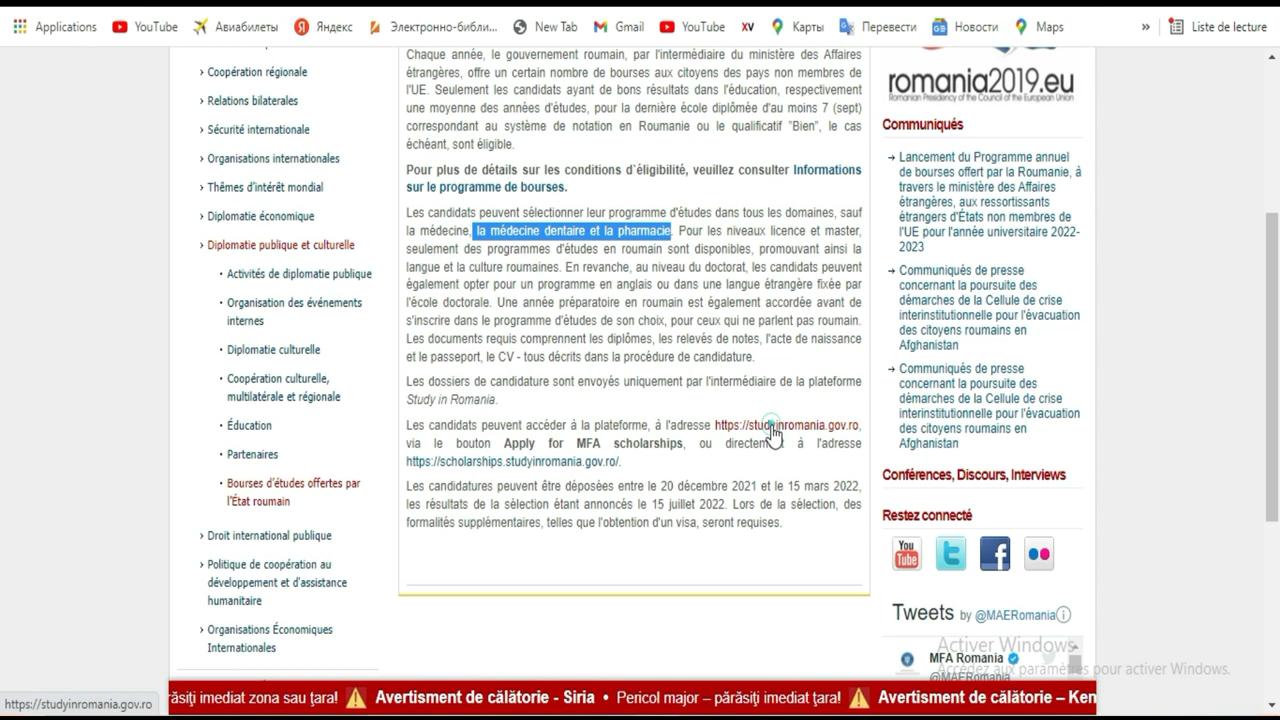 Applications
YouTube
Авиабилеты
Яндекс
Электронно-библи...
New Tab
Gmail
YouTube
XV
Карты
Перевести
Новости
Maps
»
Liste de lecture
› Coopération régionale
› Relations bilaterales
› Sécurité internationale
› Organisations internationales
› Thêmes d'intérêt mondial
› Diplomatie économique
› Diplomatie publique et culturelle
• Activités de diplomatie publique
• Organisation des événements
internes
• Diplomatie culturelle
• Coopération culturelle,
multilatérale et régionale
• Éducation
• Partenaires
• Bourses d'études offertes par
l'État roumain
› Droit international publique
› Politique de coopération au
développement et d'assistance
humanitaire
› Organisations Économiques
Internationales
Chaque année, le gouvernement roumain, par l'intermédiaire du ministère des Affaires
étrangères, offre un certain nombre de bourses aux citoyens des pays non membres de
l'UE. Seulement les candidats ayant de bons résultats dans l'éducation, respectivement
une moyenne des années d'études, pour la dernière école diplômée d'au moins 7 (sept)
correspondant au système de notation en Roumanie ou le qualificatif ”Bien”, le cas
échéant, sont éligible.
Pour plus de détails sur les conditions d`éligibilité, veuillez consulter Informations
sur le programme de bourses.
Les candidats peuvent sélectionner leur programme d'études dans tous les domaines, sauf
la médecine, la médecine dentaire et la pharmacie. Pour les niveaux licence et master,
seulement des programmes d'études en roumain sont disponibles, promouvant ainsi la
langue et la culture roumaines. En revanche, au niveau du doctorat, les candidats peuvent
également opter pour un programme en anglais ou dans une langue étrangère fixée par
l'école doctorale. Une année préparatoire en roumain est également accordée avant de
s'inscrire dans le programme d'études de son choix, pour ceux qui ne parlent pas roumain.
Les documents requis comprennent les diplômes, les relevés de notes, l'acte de naissance
et le passeport, le CV - tous décrits dans la procédure de candidature.
Les dossiers de candidature sont envoyés uniquement par l'intermédiaire de la plateforme
Study in Romania.
Les candidats peuvent accéder à la plateforme, à l'adresse https://studyinromania.gov.ro,
via le bouton Apply for MFA scholarships, ou directement à l'adresse
https://scholarships.studyinromania.gov.ro/.
Les candidatures peuvent être déposées entre le 20 décembre 2021 et le 15 mars 2022,
les résultats de la sélection étant annoncés le 15 juillet 2022. Lors de la sélection, des
formalités supplémentaires, telles que l'obtention d'un visa, seront requises.
romania2019.eu
Romanian Presidency of the Council of the European Union
Communiqués
Lancement du Programme annuel
de bourses offert par la Roumanie, à
travers le ministère des Affaires
étrangères, aux ressortissants
étrangers d'États non membres de
l'UE pour l'année universitaire 2022-
2023
Communiqués de presse
concernant la poursuite des
démarches de la Cellule de crise
interinstitutionnelle pour l'évacuation
des citoyens roumains en
Afghanistan
Communiqués de presse
concernant la poursuite des
démarches de la Cellule de crise
interinstitutionnelle pour l'évacuation
des citoyens roumains en
Afghanistan
Conférences, Discours, Interviews
Restez connecté
You
Tube
Tweets by @MAERomania
MFA Romania
@MAERomania
Activer Windows
Accédez aux paramètres pour activer Windows.
https://studyinromania.gov.ro
răsiți imediat zona sau țara!
Avertisment de călătorie - Siria • Pericol major – părăsiți imediat țara!
Avertisment de călătorie – Ken